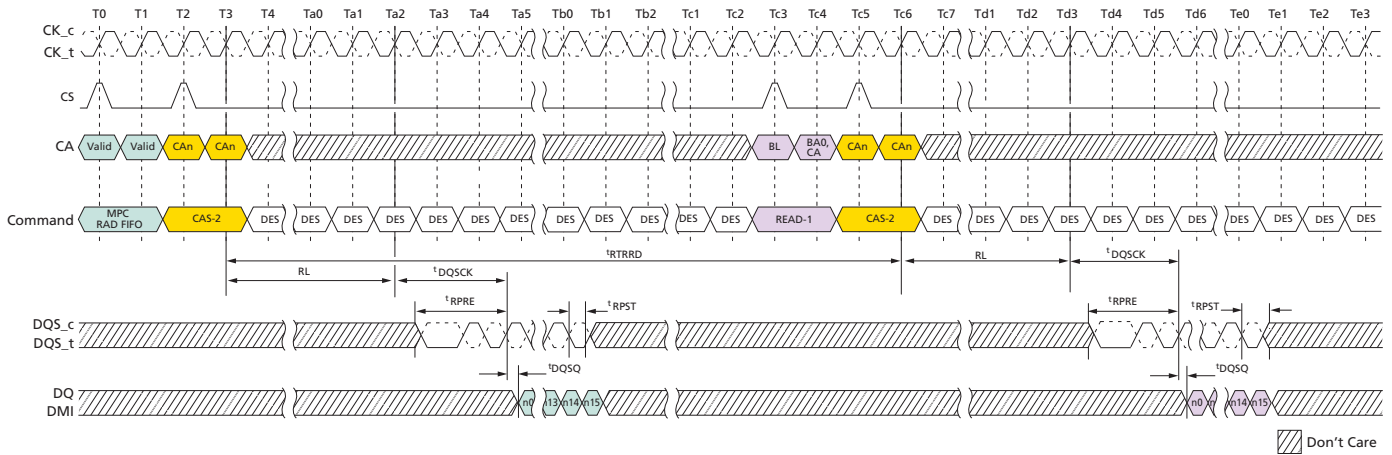 T0 T1 T2 T3 T4 Ta0 Ta1 Ta2 Ta3 Ta4 Ta5 Tb0 Tb1 Tb2 Tc1 Tc2 Tc3 Tc4 Tc5 Tc6 Tc7 Td1 Td2 Td3 Td4 Td5 Td6 Te0 Te1 Te2 Te3
CK_c
CK_t
CS
CA Valid Valid CAn CAn BL BA0, CA CAn CAn
Command MPC RAD FIFO CAS-2 DES DES DES DES DES DES DES DES DES DES DES DES READ-1 CAS-2 DES DES DES DES DES DES DES DES DES DES DES
tRTRRD
RL tDQSCK RL tDQSCK
tRPRE tRPST tRPRE tRPST
DQS_c
DQS_t
tDQSQ tDQSQ
DQ
DMI
n0 n13 n14 n15 n0 n n14 n15
Don't Care